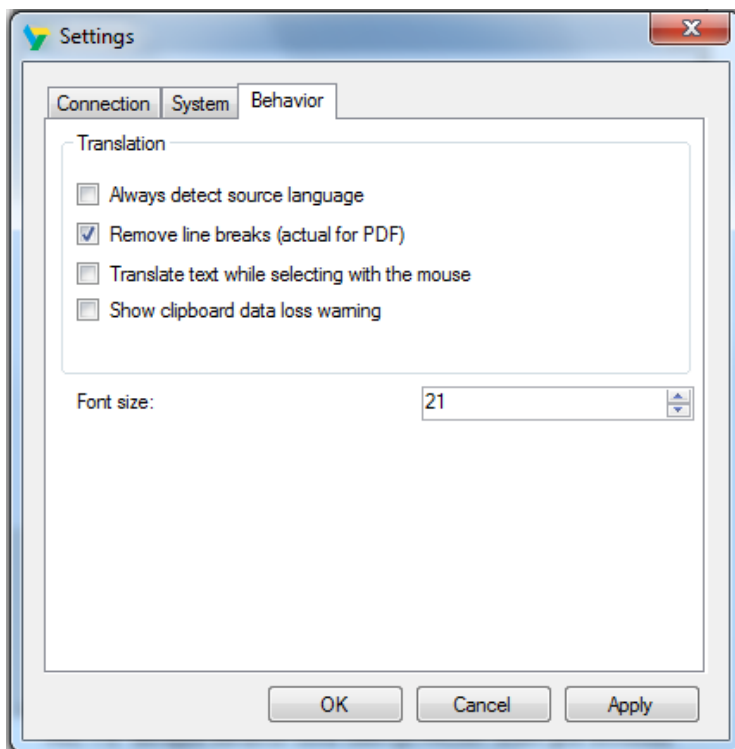 Settings
Connection System Behavior
Translation
Always detect source language
Remove line breaks (actual for PDF)
Translate text while selecting with the mouse
Show clipboard data loss warning
Font size: 21
OK Cancel Apply